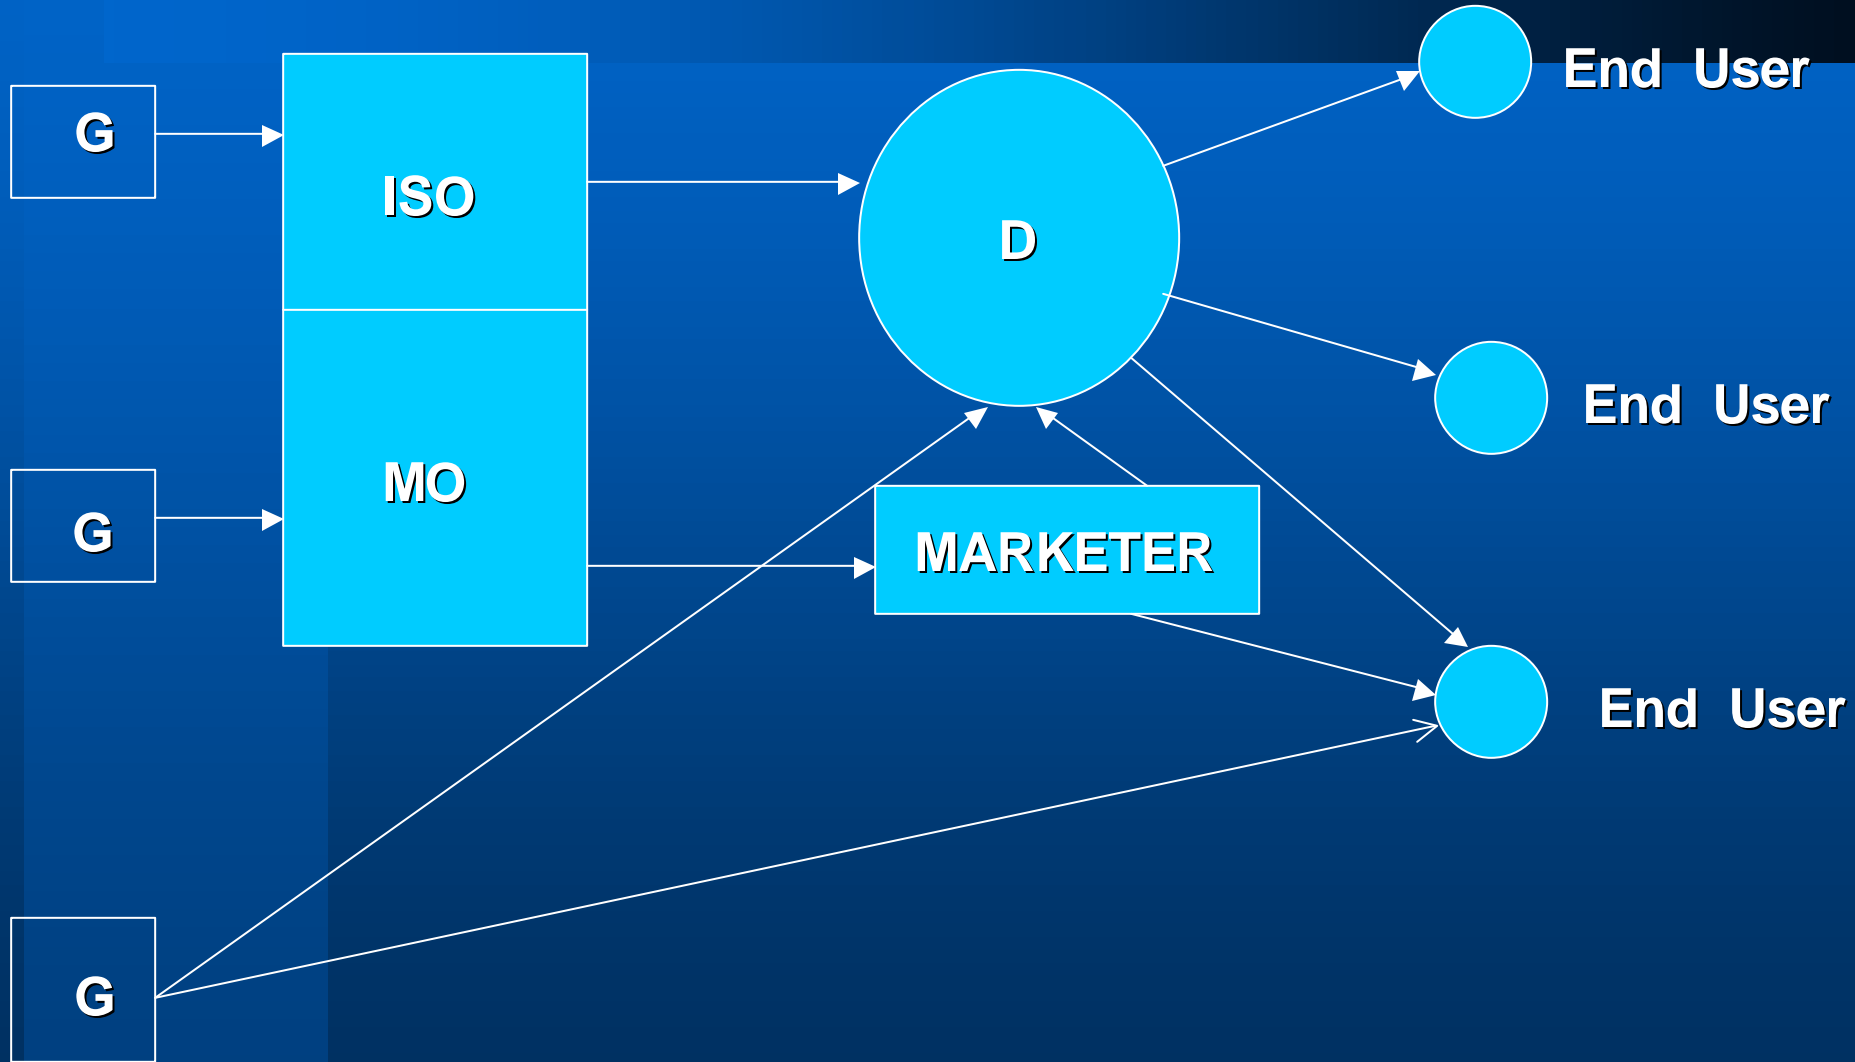 End User
G
ISO
D
End User
MO
G
MARKETER
End User
G